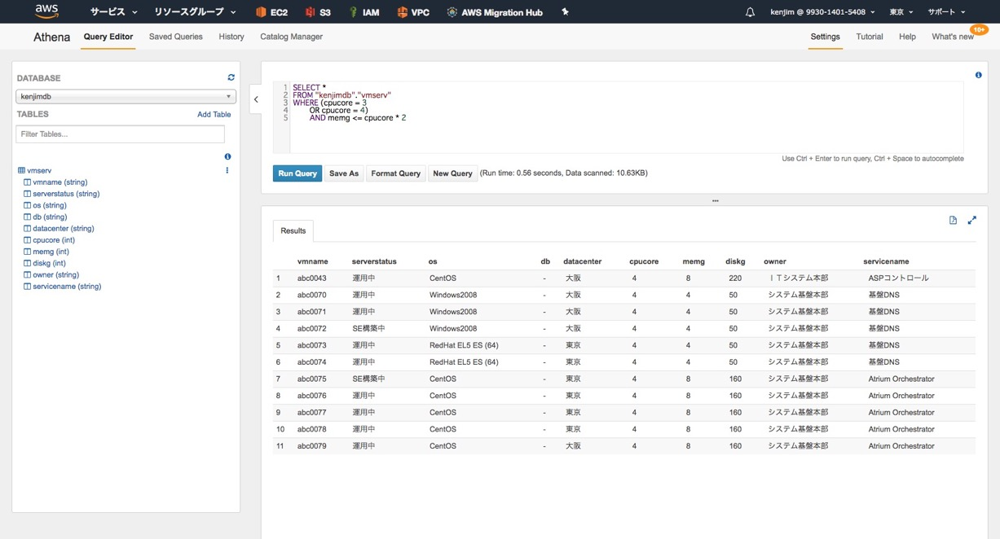 aws サービス リソースグループ EC2 S3 IAM VPC AWS Migration Hub kenjim @ 9930-1401-5408 東京 サポート
Athena Query Editor Saved Queries History Catalog Manager Settings Tutorial Help What's new 10+
DATABASE
kenjimdb
TABLES Add Table
Filter Tables...
vmserv
vmname (string)
serverstatus (string)
os (string)
db (string)
datacenter (string)
cpucore (int)
memg (int)
diskg (int)
owner (string)
servicename (string)
1 SELECT *
2 FROM "kenjimdb"."vmserv"
3 WHERE (cpucore = 3
4 OR cpucore = 4)
5 AND memg <= cpucore * 2
Use Ctrl + Enter to run query, Ctrl + Space to autocomplete
Run Query Save As Format Query New Query (Run time: 0.56 seconds, Data scanned: 10.63KB)
Results
vmname serverstatus os db datacenter cpucore memg diskg owner servicename
1 abc0043 運用中 CentOS - 大阪 4 8 220 ＩＴシステム本部 ASPコントロール
2 abc0070 運用中 Windows2008 - 大阪 4 4 50 システム基盤本部 基盤DNS
3 abc0071 運用中 Windows2008 - 大阪 4 4 50 システム基盤本部 基盤DNS
4 abc0072 SE構築中 Windows2008 - 大阪 4 4 50 システム基盤本部 基盤DNS
5 abc0073 運用中 RedHat EL5 ES (64) - 東京 4 4 50 システム基盤本部 基盤DNS
6 abc0074 運用中 RedHat EL5 ES (64) - 東京 4 4 50 システム基盤本部 基盤DNS
7 abc0075 SE構築中 CentOS - 東京 4 8 160 システム基盤本部 Atrium Orchestrator
8 abc0076 運用中 CentOS - 東京 4 8 160 システム基盤本部 Atrium Orchestrator
9 abc0077 運用中 CentOS - 東京 4 8 160 システム基盤本部 Atrium Orchestrator
10 abc0078 運用中 CentOS - 東京 4 8 160 システム基盤本部 Atrium Orchestrator
11 abc0079 運用中 CentOS - 大阪 4 8 160 システム基盤本部 Atrium Orchestrator